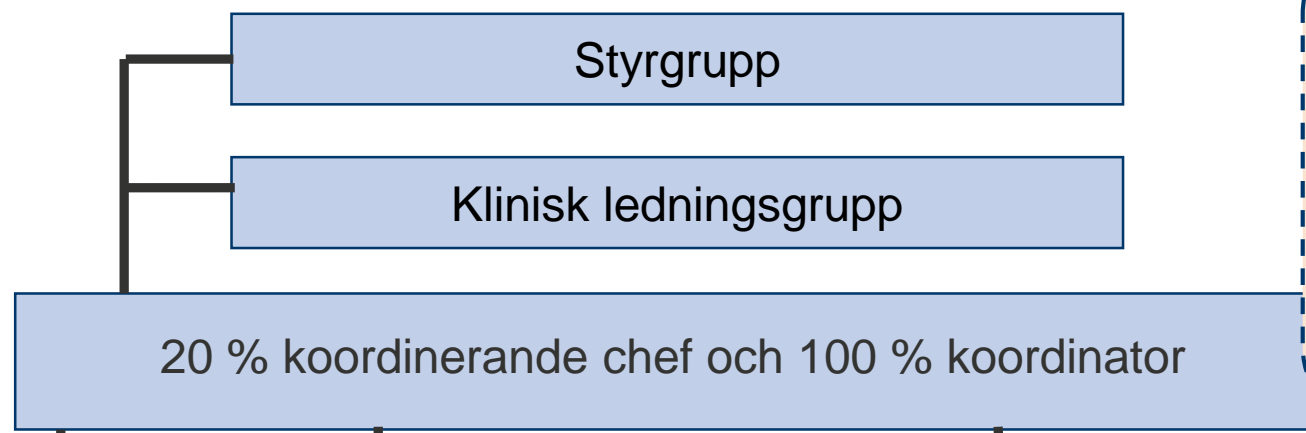 Styrgrupp
Klinisk ledningsgrupp
20 % koordinerande chef och 100 % koordinator